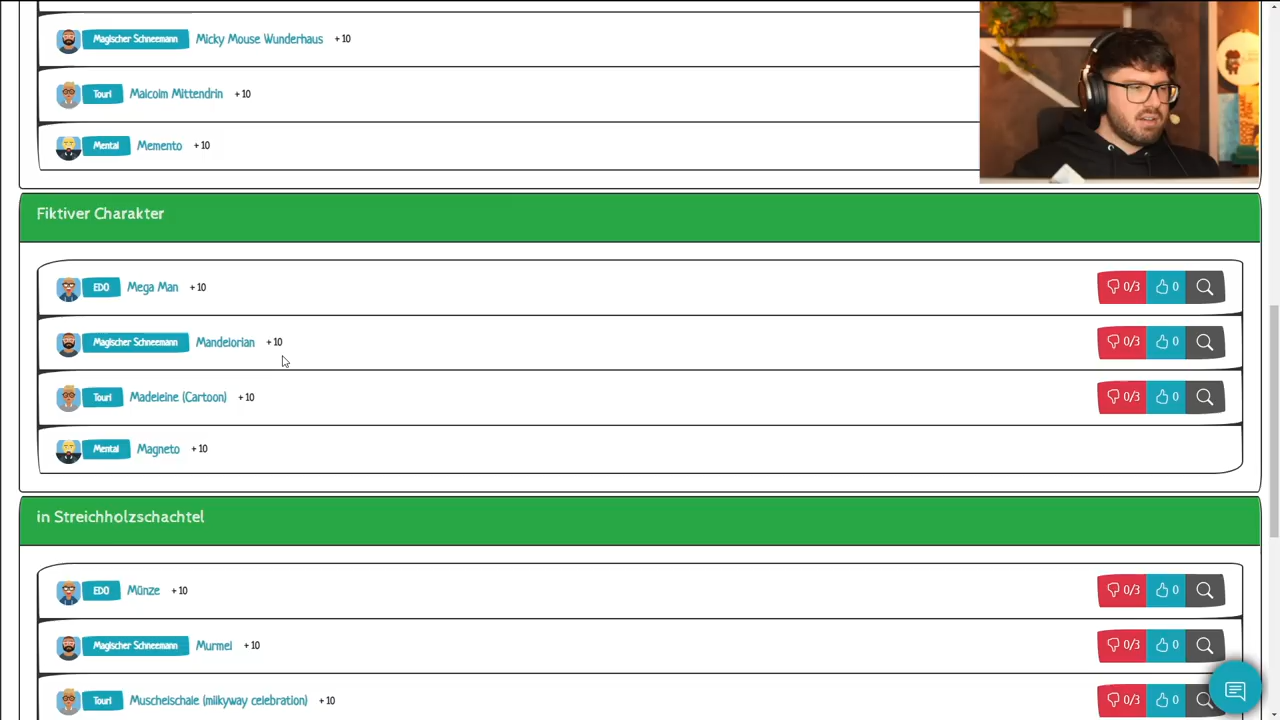 Magischer Schneemann Micky Mouse Wunderhaus + 10
Touri Malcolm Mittendrin + 10
Mental Memento + 10
Fiktiver Charakter
EDO Mega Man + 10 0/3 0
Magischer Schneemann Mandelorian + 10 0/3 0
Touri Madeleine (Cartoon) + 10 0/3 0
Mental Magneto + 10
in Streichholzschachtel
EDO Münze + 10 0/3 0
Magischer Schneemann Murmel + 10 0/3 0
Touri Muschelschale (milkyway celebration) + 10 0/3 0